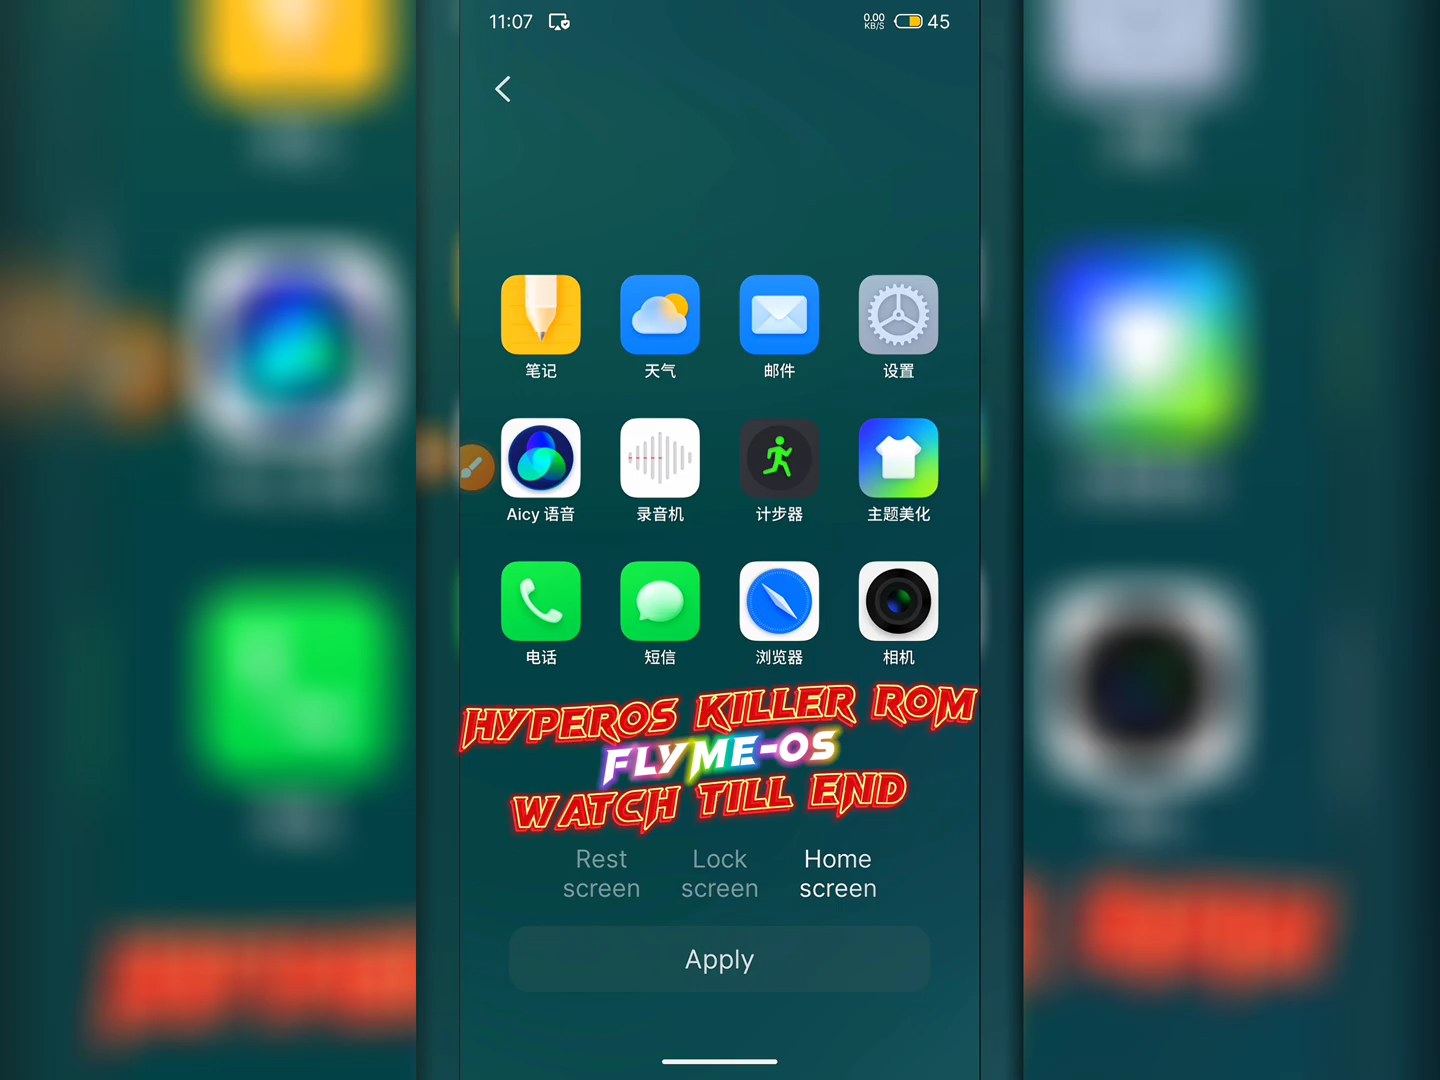 11:07
0.00
KB/S
45
笔记
天气
邮件
设置
Aicy 语音
录音机
计步器
主题美化
电话
短信
浏览器
相机
HYPEROS KILLER ROM
FLYME-OS
WATCH TILL END
Rest
screen
Lock
screen
Home
screen
Apply